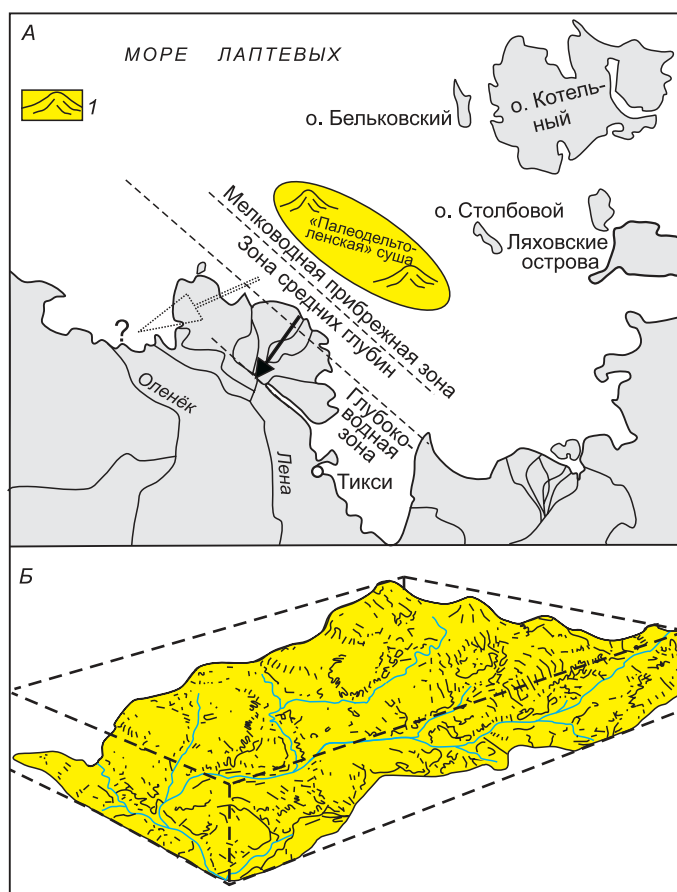 А
МОРЕ ЛАПТЕВЫХ
1
о. Бельковский
о. Котель-
ный
о. Столбовой
Ляховские
острова
«Палеодельто-
ленская» суша
Мелководная прибрежная зона
Зона средних глубин
Глубоко-
водная
зона
?
Оленёк
Лена
Тикси
Б